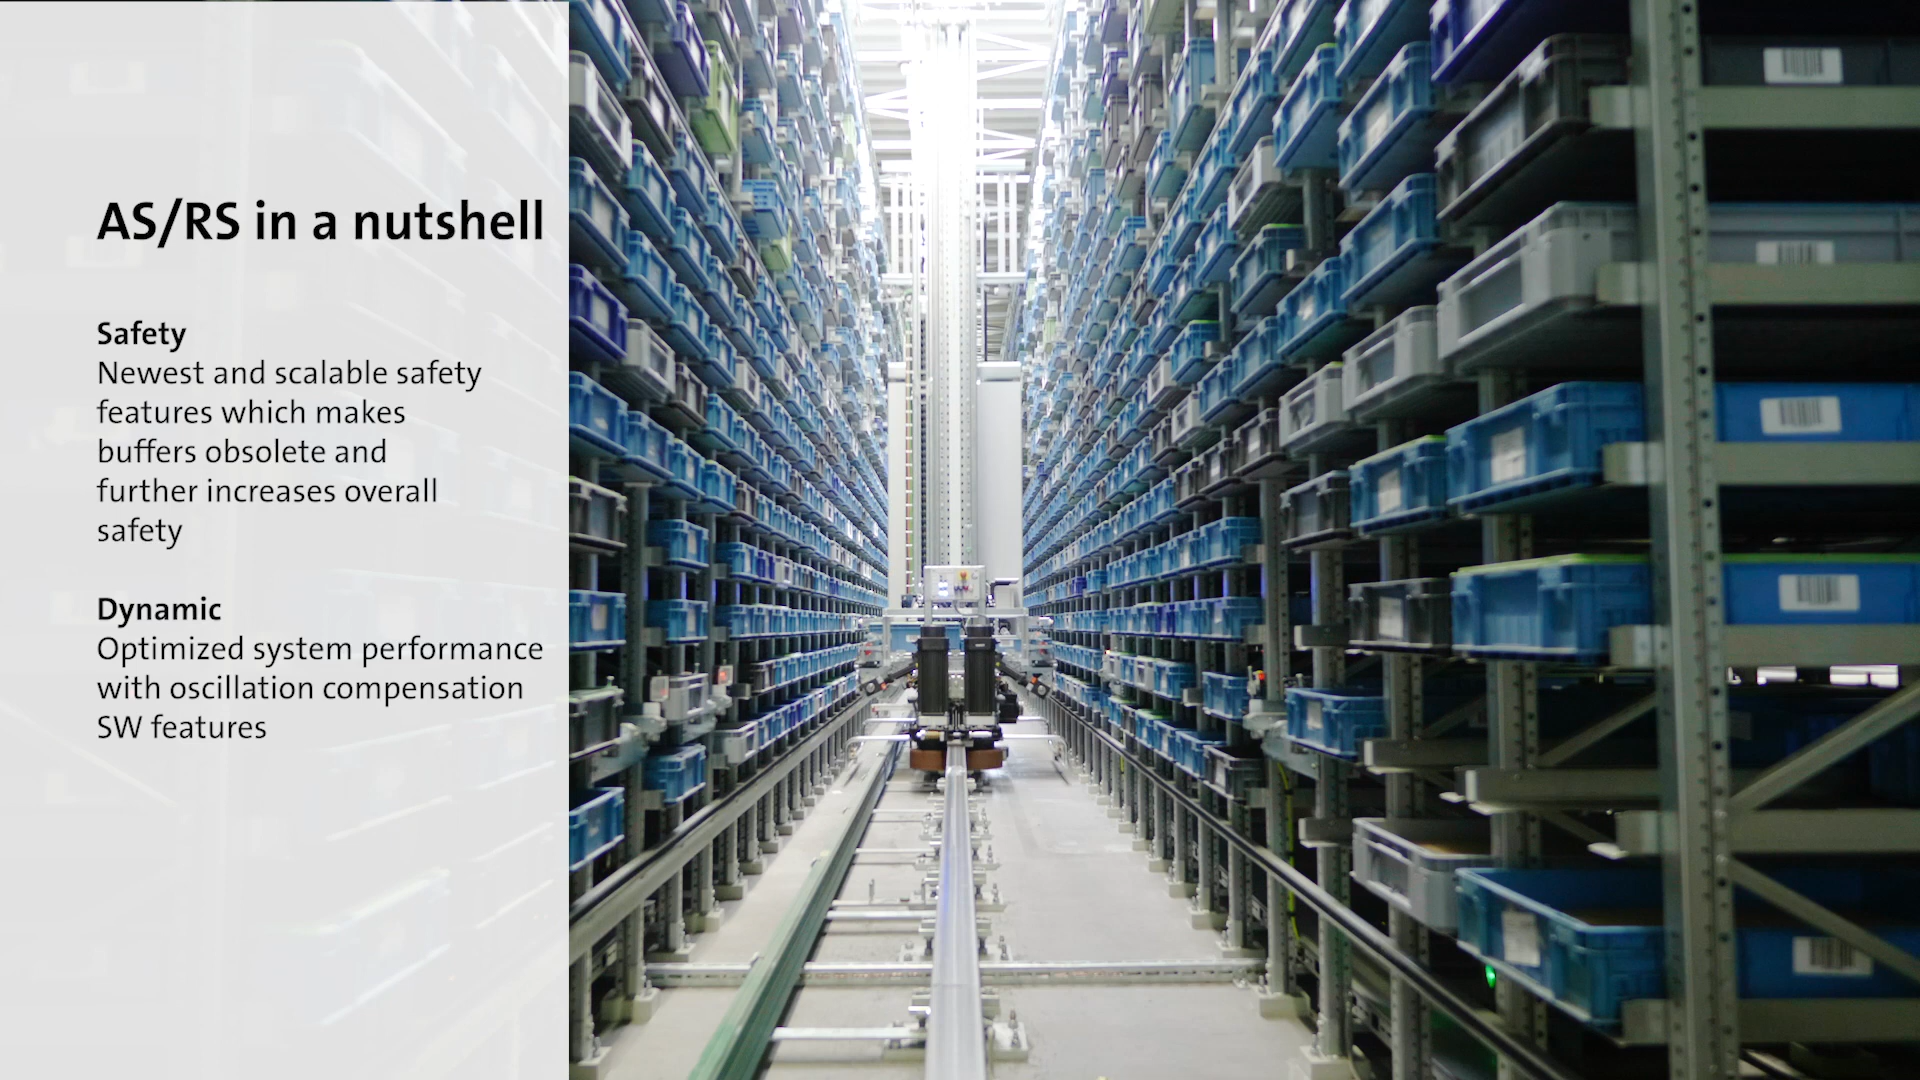 AS/RS in a nutshell
Safety
Newest and scalable safety
features which makes
buffers obsolete and
further increases overall
safety
Dynamic
Optimized system performance
with oscillation compensation
SW features